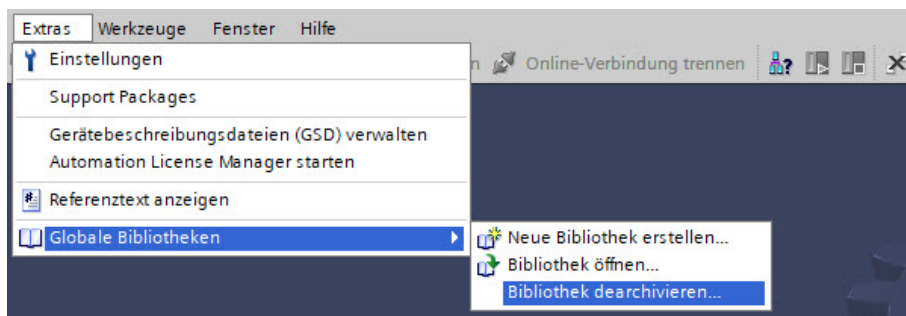 Extras Werkzeuge Fenster Hilfe
Einstellungen
n Online-Verbindung trennen
Support Packages
Gerätebeschreibungsdateien (GSD) verwalten
Automation License Manager starten
Referenztext anzeigen
Globale Bibliotheken
Neue Bibliothek erstellen...
Bibliothek öffnen...
Bibliothek dearchivieren...